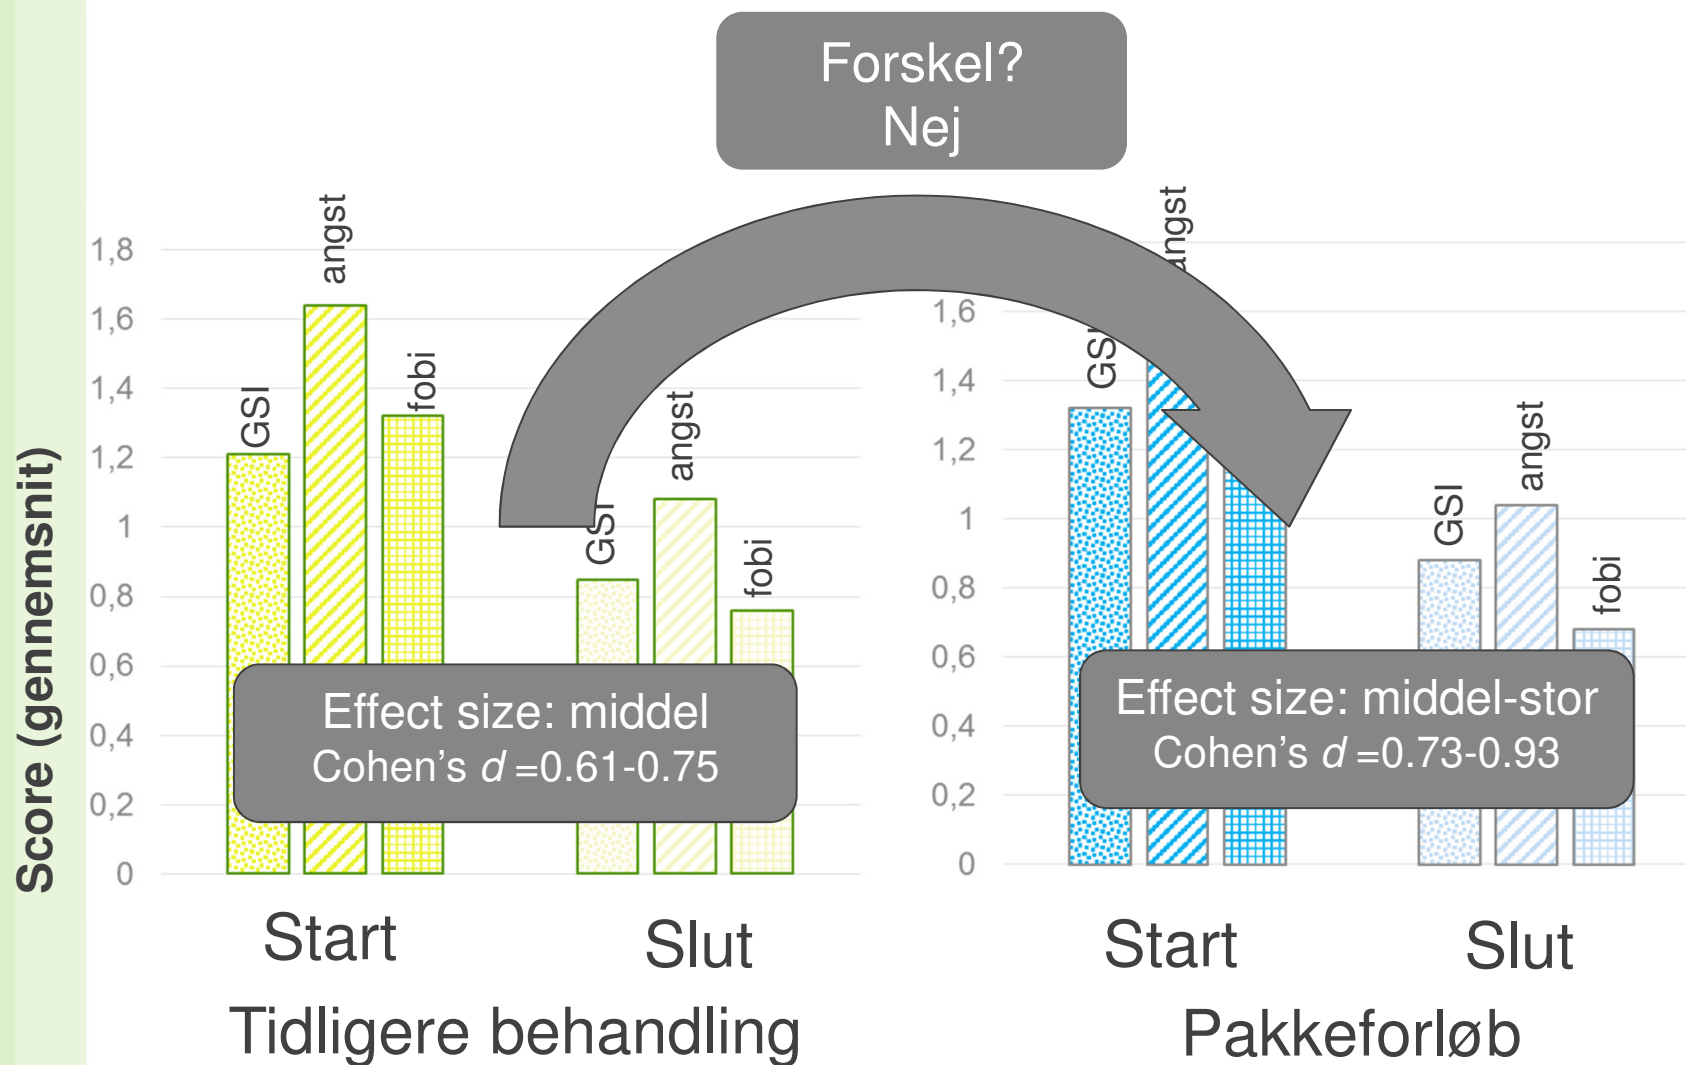 Forskel?
Nej
Score (gennemsnit)
1,8
1,6
1,4
1,2
1
0,8
0,6
0,4
0,2
0
GSI
angst
fobi
GSI
angst
fobi
Effect size: middel
Cohen's d =0.61-0.75
Start
Slut
Tidligere behandling
1,6
1,4
1,2
1
0,8
0,6
0,4
0,2
0
GSI
angst
GSI
angst
fobi
Effect size: middel-stor
Cohen's d =0.73-0.93
Start
Slut
Pakkeforløb